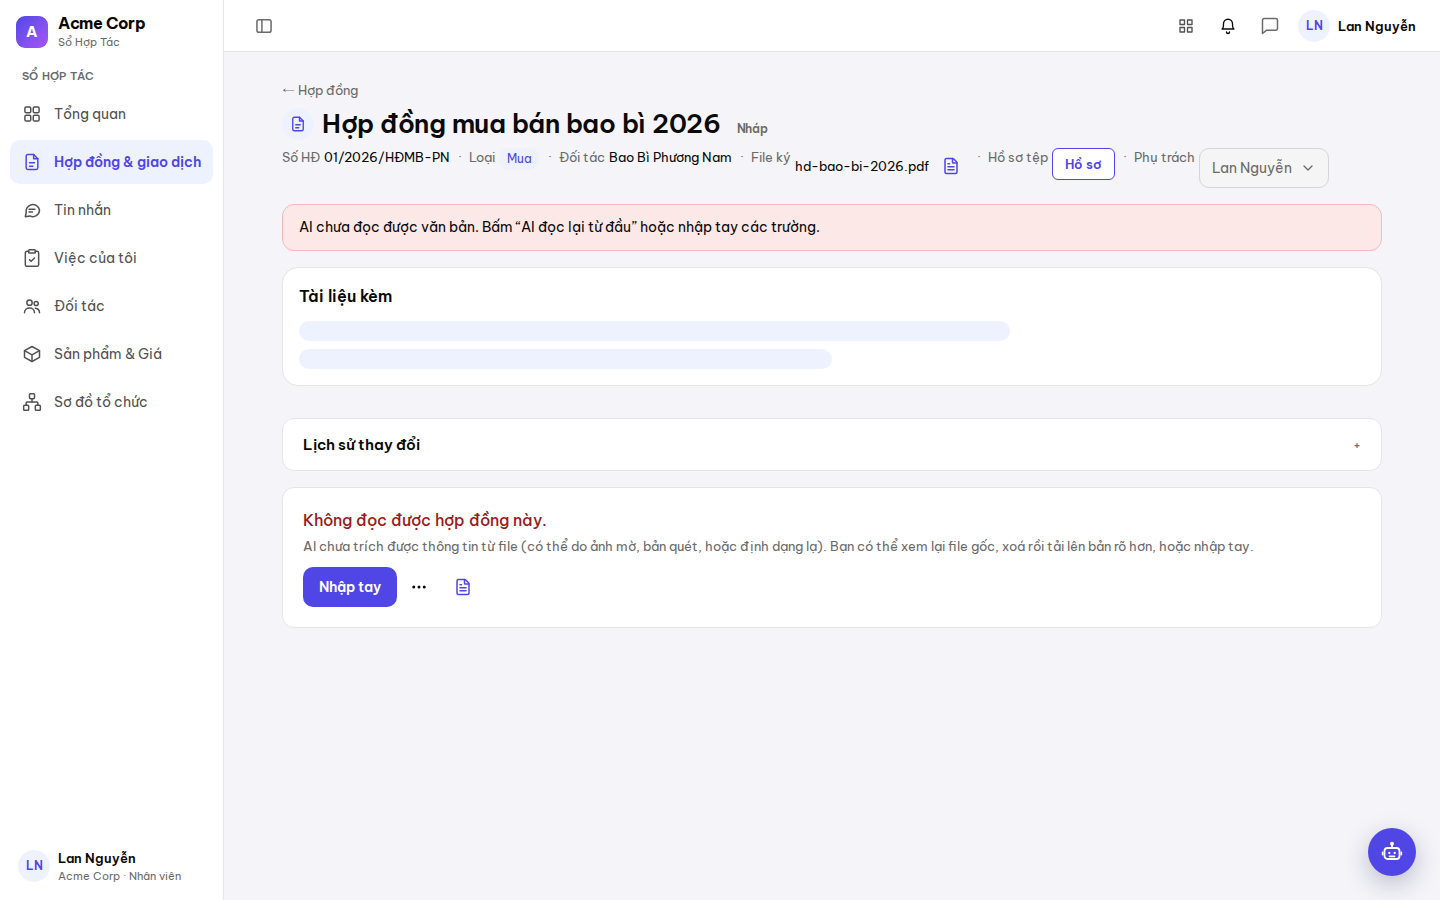 A
Acme Corp
Sổ Hợp Tác
SỔ HỢP TÁC
Tổng quan
Hợp đồng & giao dịch
Tin nhắn
Việc của tôi
Đối tác
Sản phẩm & Giá
Sơ đồ tổ chức
LN
Lan Nguyễn
Acme Corp · Nhân viên
LN Lan Nguyễn
← Hợp đồng
Hợp đồng mua bán bao bì 2026 Nháp
Số HĐ 01/2026/HĐMB-PN · Loại Mua · Đối tác Bao Bì Phương Nam · File ký hd-bao-bi-2026.pdf · Hồ sơ tệp Hồ sơ · Phụ trách Lan Nguyễn
AI chưa đọc được văn bản. Bấm “AI đọc lại từ đầu” hoặc nhập tay các trường.
Tài liệu kèm
Lịch sử thay đổi +
Không đọc được hợp đồng này.
AI chưa trích được thông tin từ file (có thể do ảnh mờ, bản quét, hoặc định dạng lạ). Bạn có thể xem lại file gốc, xoá rồi tải lên bản rõ hơn, hoặc nhập tay.
Nhập tay